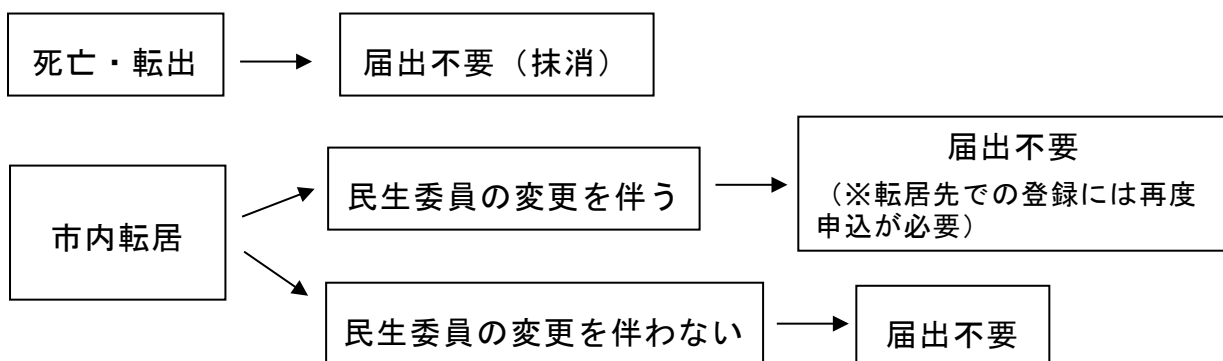 死亡・転出
届出不要（抹消）
市内転居
民生委員の変更を伴う
届出不要
（※転居先での登録には再度
申込が必要）
民生委員の変更を伴わない
届出不要